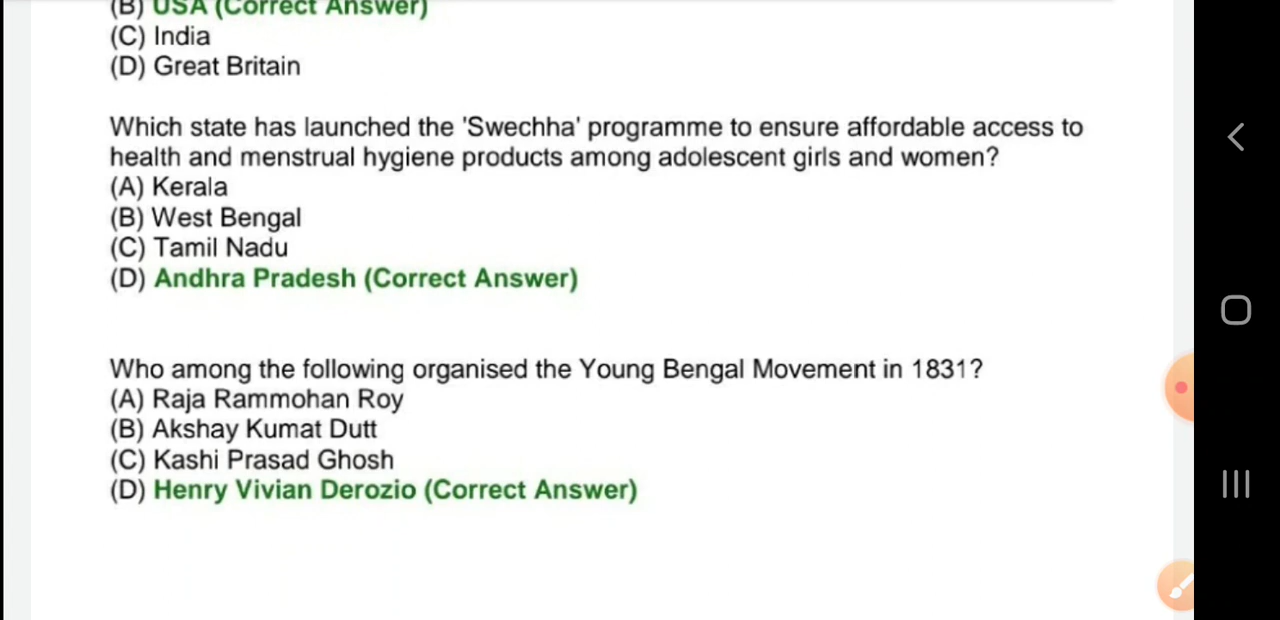 (B) USA (Correct Answer)
(C) India
(D) Great Britain
Which state has launched the 'Swechha' programme to ensure affordable access to
health and menstrual hygiene products among adolescent girls and women?
(A) Kerala
(B) West Bengal
(C) Tamil Nadu
(D) Andhra Pradesh (Correct Answer)
Who among the following organised the Young Bengal Movement in 1831?
(A) Raja Rammohan Roy
(B) Akshay Kumat Dutt
(C) Kashi Prasad Ghosh
(D) Henry Vivian Derozio (Correct Answer)